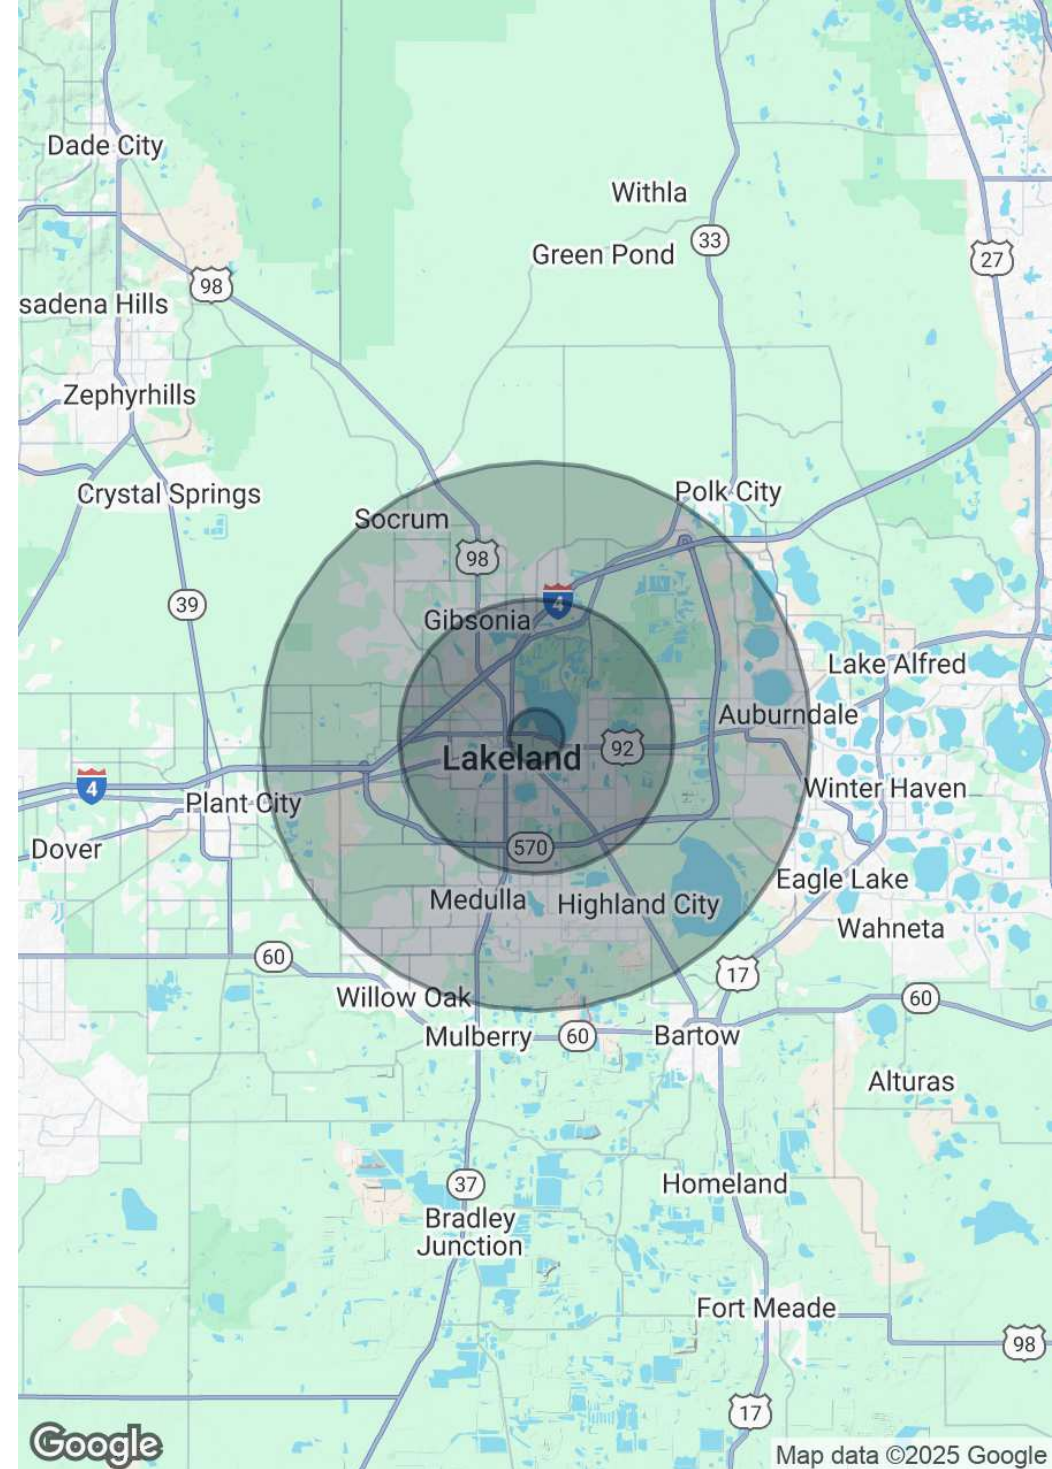 Dade City
Withla
33
Green Pond
27
98
sadena Hills
Zephyrhills
Polk City
Crystal Springs
Socrum
98
39
4
Gibsonia
Lake Alfred
Auburndale
92
Lakeland
4
Winter Haven
Plant City
570
Dover
Eagle Lake
Medulla
Highland City
Wahneta
60
17
Willow Oak
60
Mulberry
60
Bartow
Alturas
37
Homeland
Bradley
Junction
Fort Meade
98
17
Google
Map data ©2025 Google